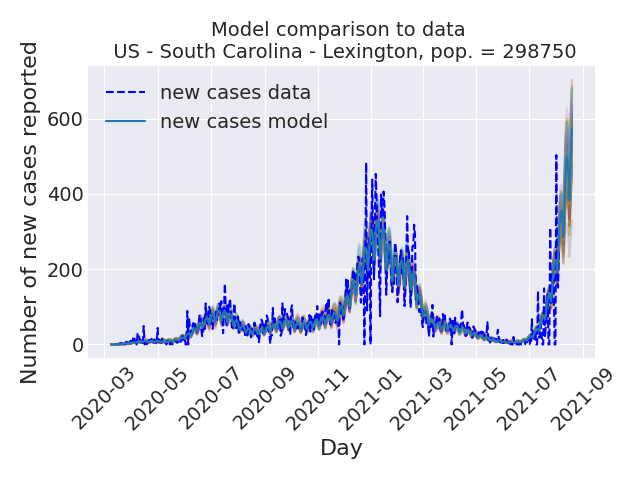 Model comparison to data
US - South Carolina - Lexington, pop. = 298750
Number of new cases reported
600
400
200
0
new cases data
new cases model
2020-03
2020-05
2020-07
2020-09
2020-11
2021-01
2021-03
2021-05
2021-07
2021-09
Day